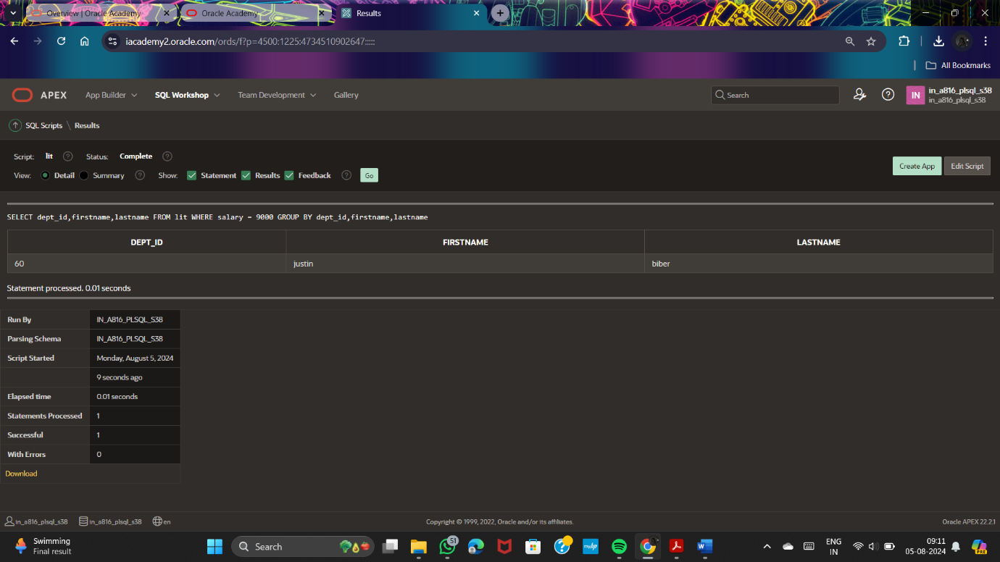 Overview | Oracle Academy
Oracle Academy
Results
iacademy2.oracle.com/ords/f?p=4500:1225:4734510902647:::::
All Bookmarks
APEX App Builder SQL Workshop Team Development Gallery Search IN in_a816_plsql_s38
in_a816_plsql_s38
SQL Scripts \ Results
Script: lit Status: Complete
View: Detail Summary Show: Statement Results Feedback Go
Create App Edit Script
SELECT dept_id,firstname,lastname FROM lit WHERE salary = 9000 GROUP BY dept_id,firstname,lastname
DEPT_ID FIRSTNAME LASTNAME
60 justin biber
Statement processed. 0.01 seconds
Run By IN_A816_PLSQL_S38
Parsing Schema IN_A816_PLSQL_S38
Script Started Monday, August 5, 2024
9 seconds ago
Elapsed time 0.01 seconds
Statements Processed 1
Successful 1
With Errors 0
Download
in_a816_plsql_s38 in_a816_plsql_s38 en Copyright © 1999, 2022, Oracle and/or its affiliates. Oracle APEX 22.2.1
Swimming
Final result
Search
51
ENG
IN
09:11
05-08-2024
PRE